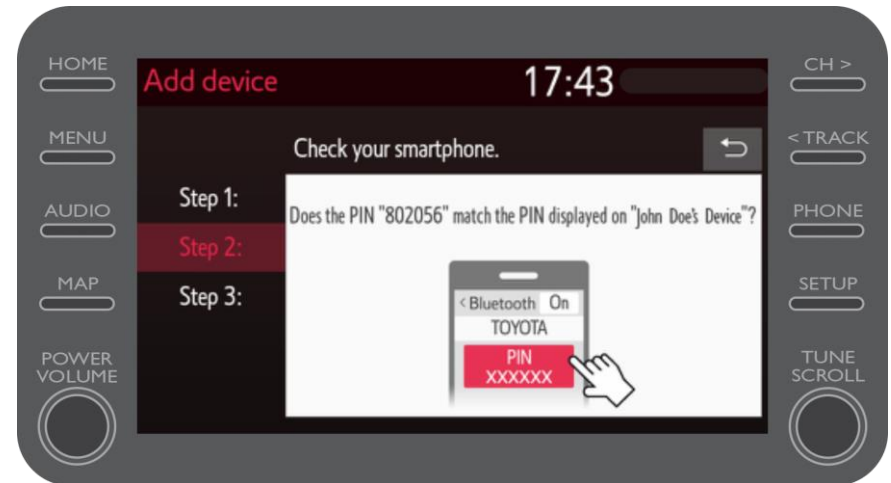 HOME
MENU
AUDIO
MAP
POWER
VOLUME
Add device
17:43
Check your smartphone.
Step 1:
Step 2:
Step 3:
Does the PIN "802056" match the PIN displayed on "John Doe's Device"?
< Bluetooth On
TOYOTA
PIN
XXXXXX
CH >
< TRACK
PHONE
SETUP
TUNE
SCROLL